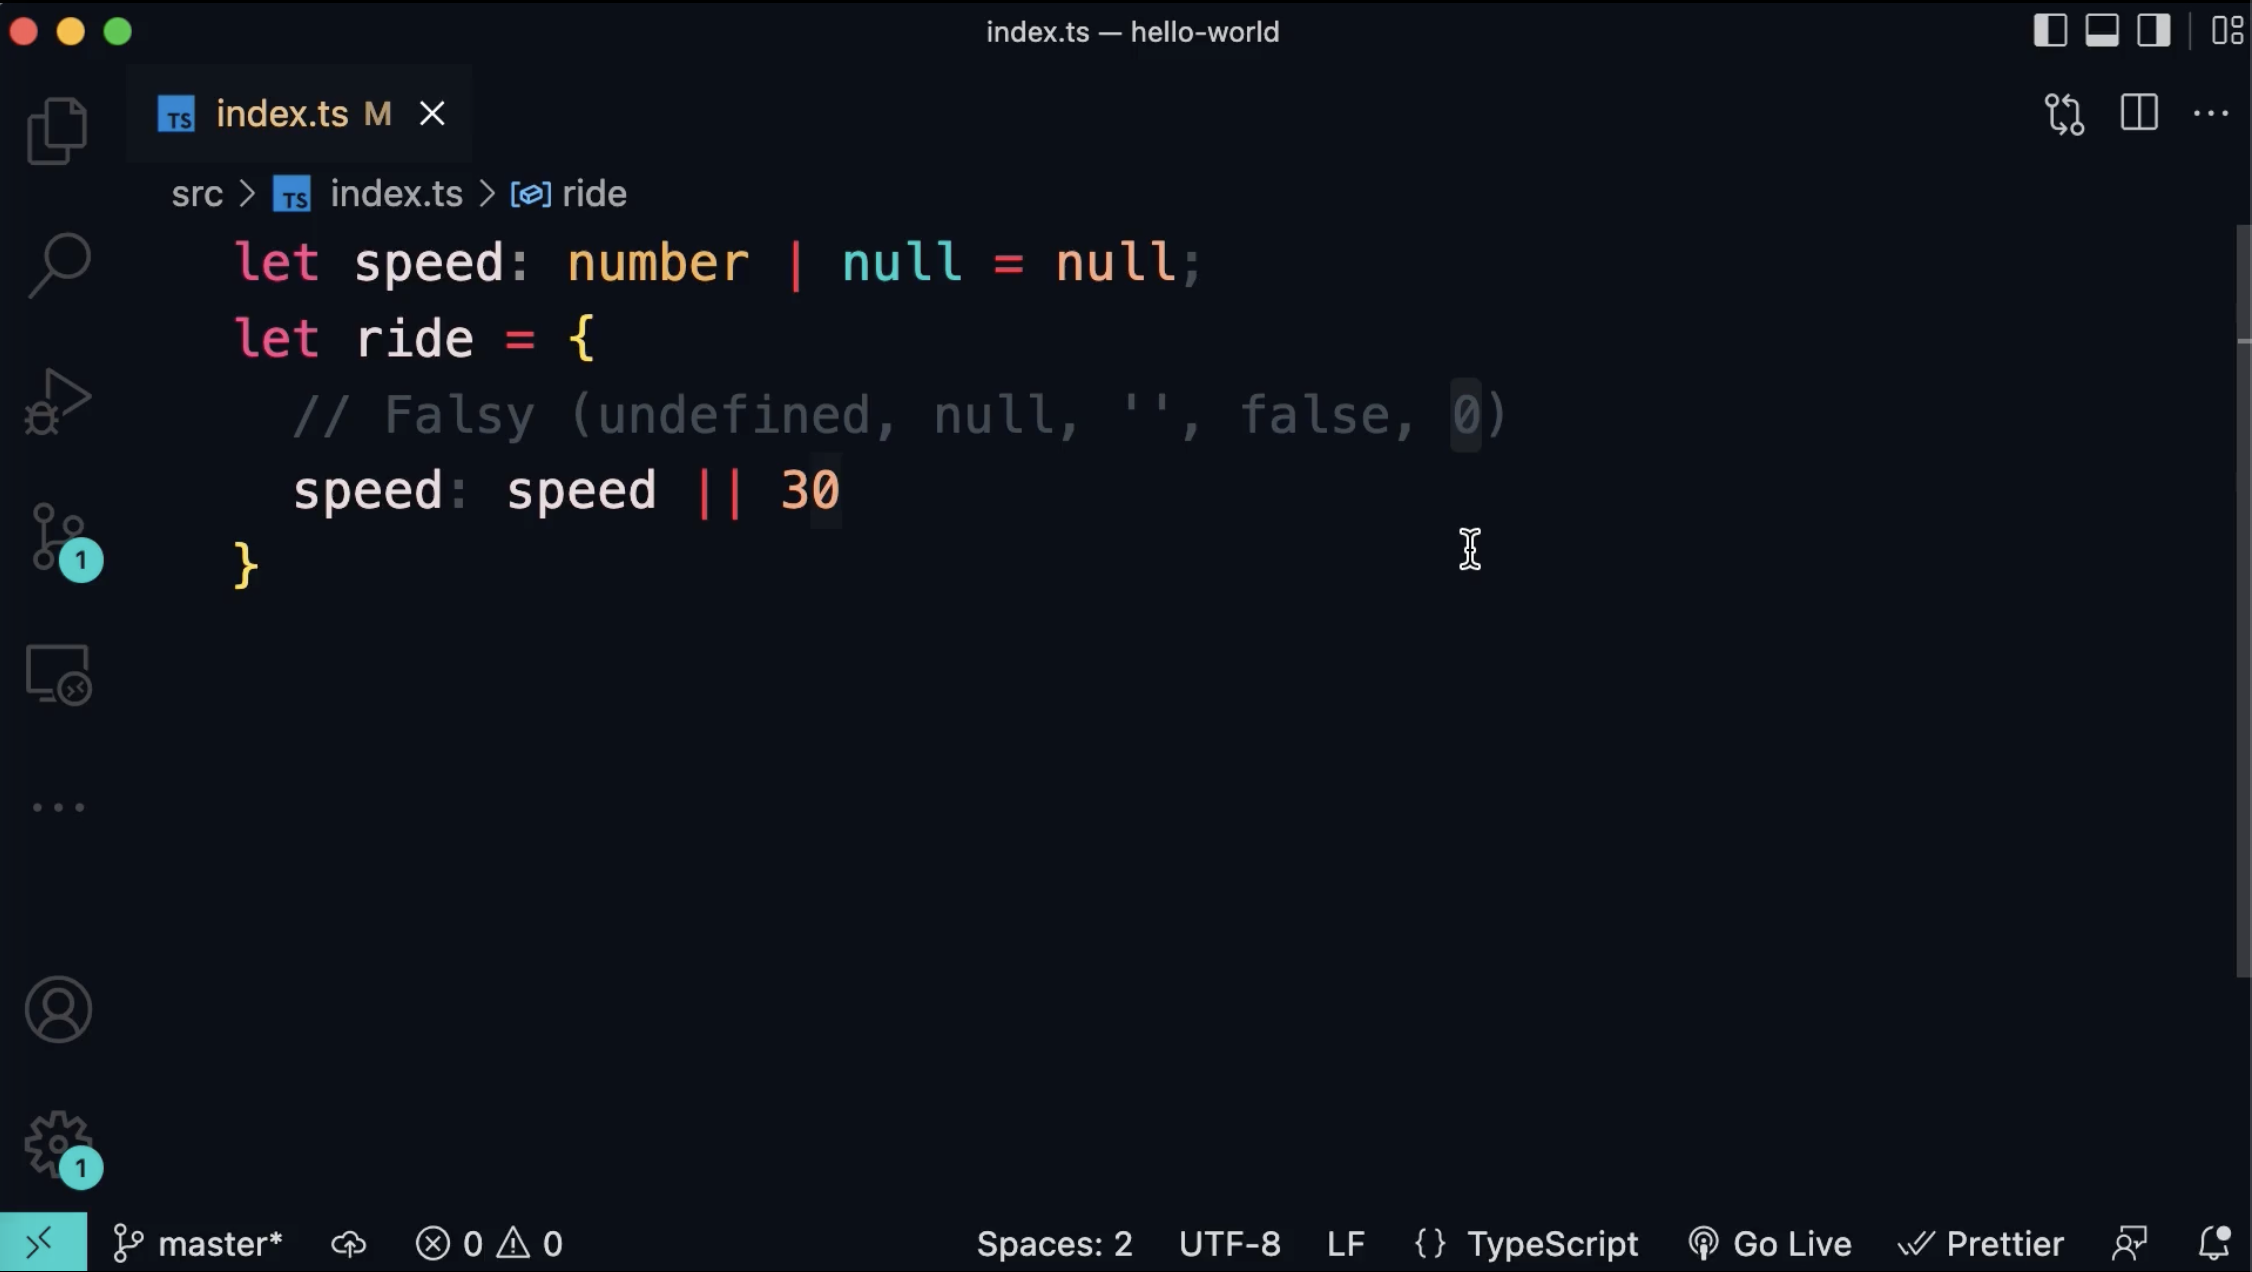 index.ts — hello-world
TS index.ts M
src > TS index.ts > ride
let speed: number | null = null;
let ride = {
// Falsy (undefined, null, '', false, 0)
speed: speed || 30
}
1
1
master* 0 0 Spaces: 2 UTF-8 LF {} TypeScript Go Live Prettier